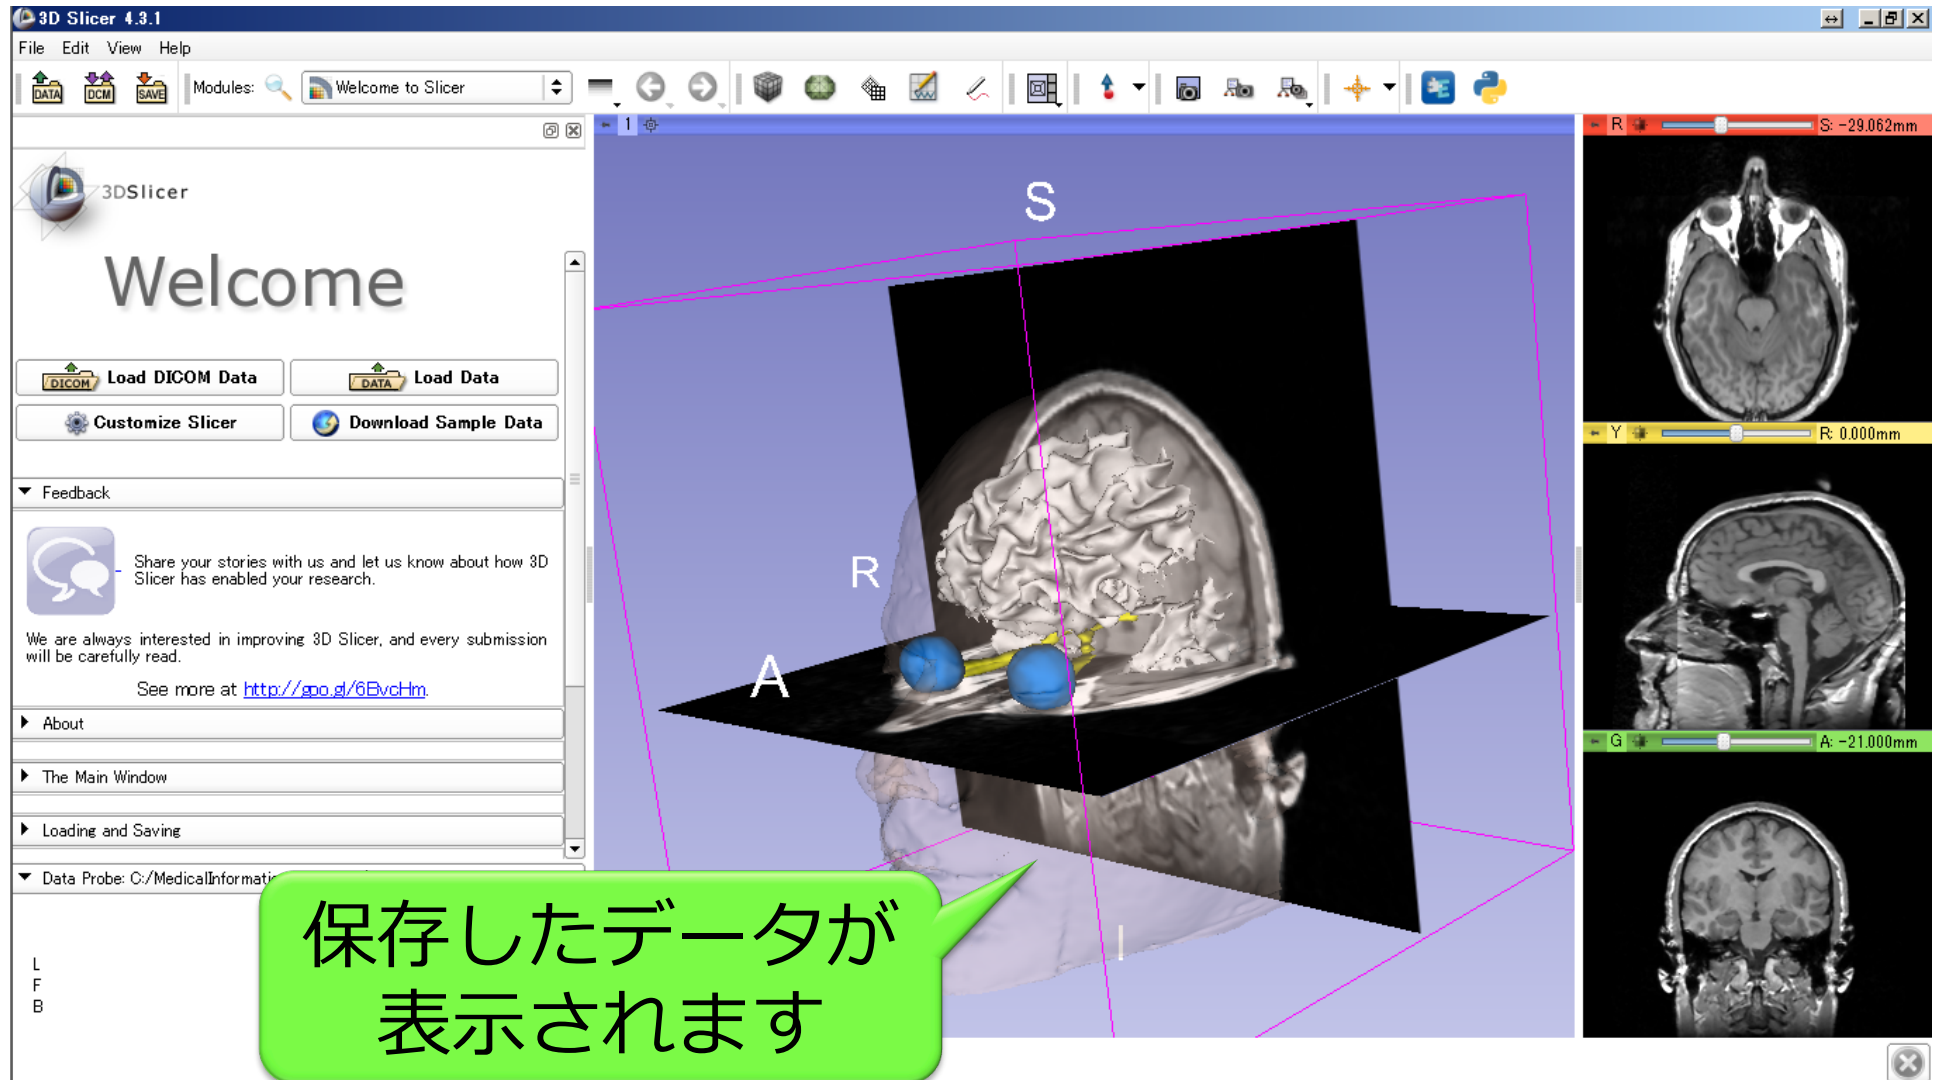 3D Slicer 4.3.1
File Edit View Help
DATA DCM SAVE Modules: Welcome to Slicer
1
3DSlicer
Welcome
DICOM Load DICOM Data
DATA Load Data
Customize Slicer
Download Sample Data
Feedback
Share your stories with us and let us know about how 3D
Slicer has enabled your research.
We are always interested in improving 3D Slicer, and every submission
will be carefully read.
See more at http://goo.gl/6BvcHm.
About
The Main Window
Loading and Saving
Data Probe: C:/MedicalInformati
L
F
B
S
R
A
I
R S: -29.062mm
Y R: 0.000mm
G A: -21.000mm
保存したデータが
表示されます